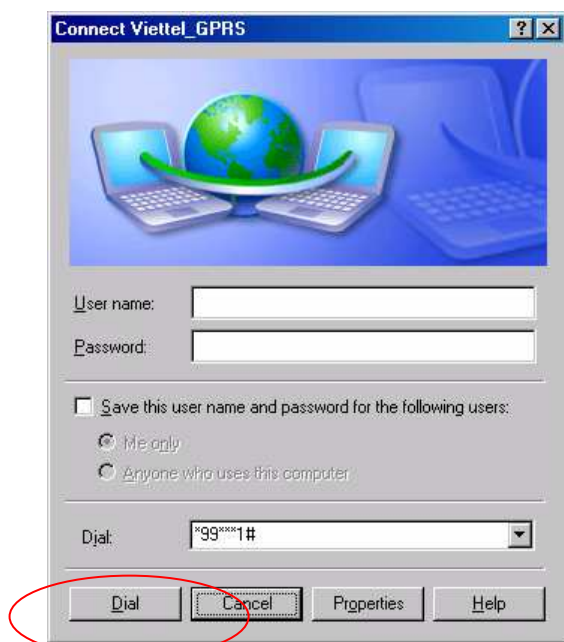 Connect Viettel_GPRS ? X
User name:
Password:
Save this user name and password for the following users:
Me only
Anyone who uses this computer
Dial: *99***1#
Dial Cancel Properties Help